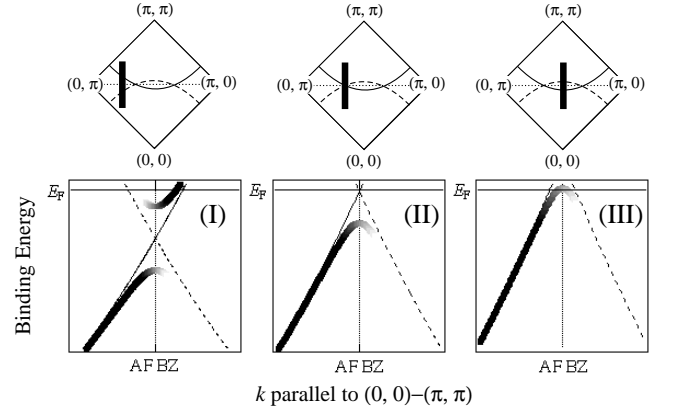 (π, π) (π, π) (π, π)
(0, π) (π, 0) (0, π) (π, 0) (0, π) (π, 0)
(0, 0) (0, 0) (0, 0)
E_F E_F E_F
(I) (II) (III)
Binding Energy
AF BZ AF BZ AF BZ
k parallel to (0, 0)–(π, π)